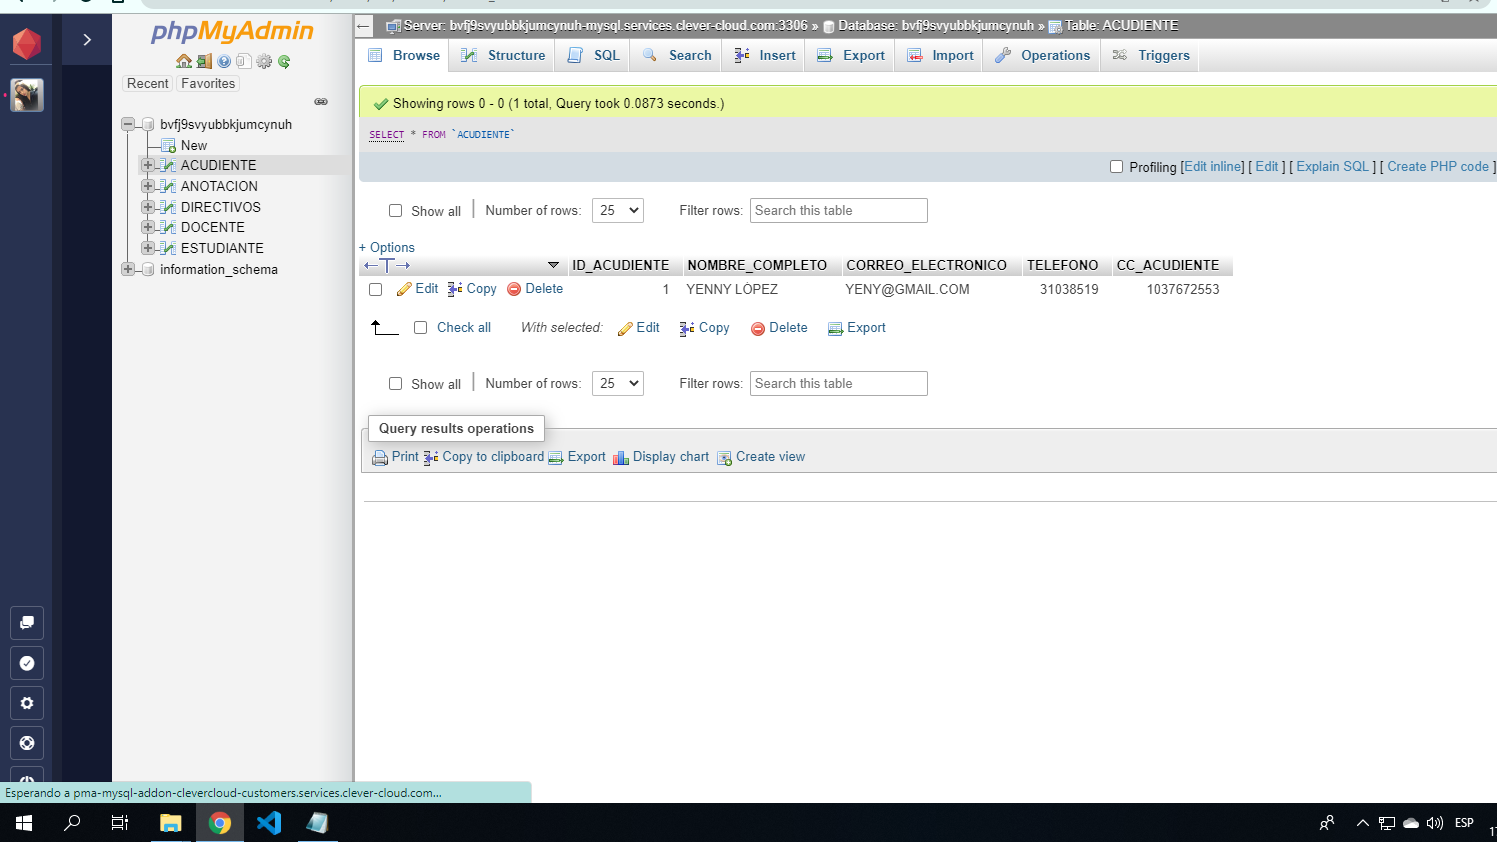 phpMyAdmin
Recent Favorites
bvfj9svyubbkjumcynuh
New
ACUDIENTE
ANOTACION
DIRECTIVOS
DOCENTE
ESTUDIANTE
information_schema
Server: bvfj9svyubbkjumcynuh-mysql.services.clever-cloud.com:3306 » Database: bvfj9svyubbkjumcynuh » Table: ACUDIENTE
Browse Structure SQL Search Insert Export Import Operations Triggers
Showing rows 0 - 0 (1 total, Query took 0.0873 seconds.)
SELECT * FROM `ACUDIENTE`
Profiling [Edit inline] [ Edit ] [ Explain SQL ] [ Create PHP code ]
Show all Number of rows: 25 Filter rows: Search this table
+ Options
ID_ACUDIENTE NOMBRE_COMPLETO CORREO_ELECTRONICO TELEFONO CC_ACUDIENTE
Edit Copy Delete 1 YENNY LÓPEZ YENY@GMAIL.COM 31038519 1037672553
Check all With selected: Edit Copy Delete Export
Show all Number of rows: 25 Filter rows: Search this table
Query results operations
Print Copy to clipboard Export Display chart Create view
Esperando a pma-mysql-addon-clevercloud-customers.services.clever-cloud.com...
ESP